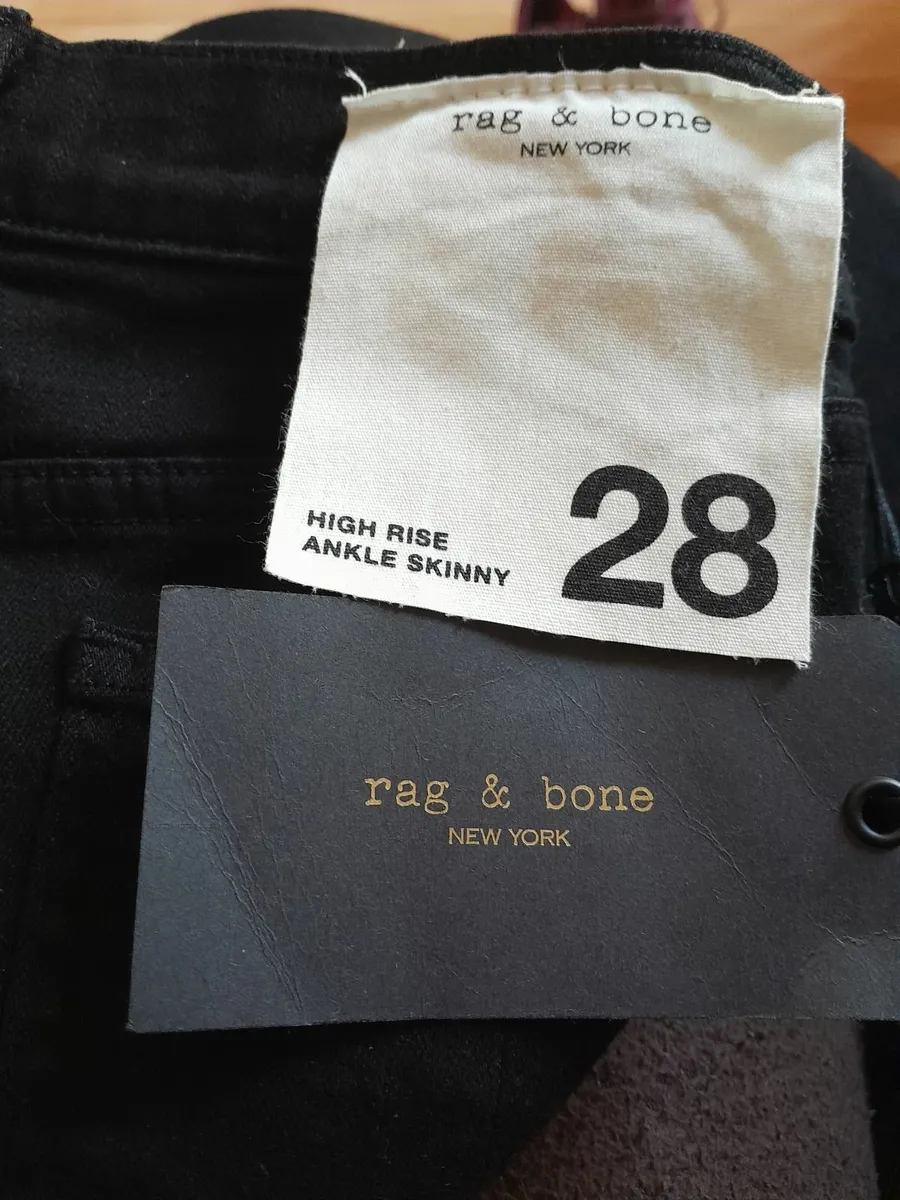 rag & bone
NEW YORK
HIGH RISE
ANKLE SKINNY
28
rag & bone
NEW YORK